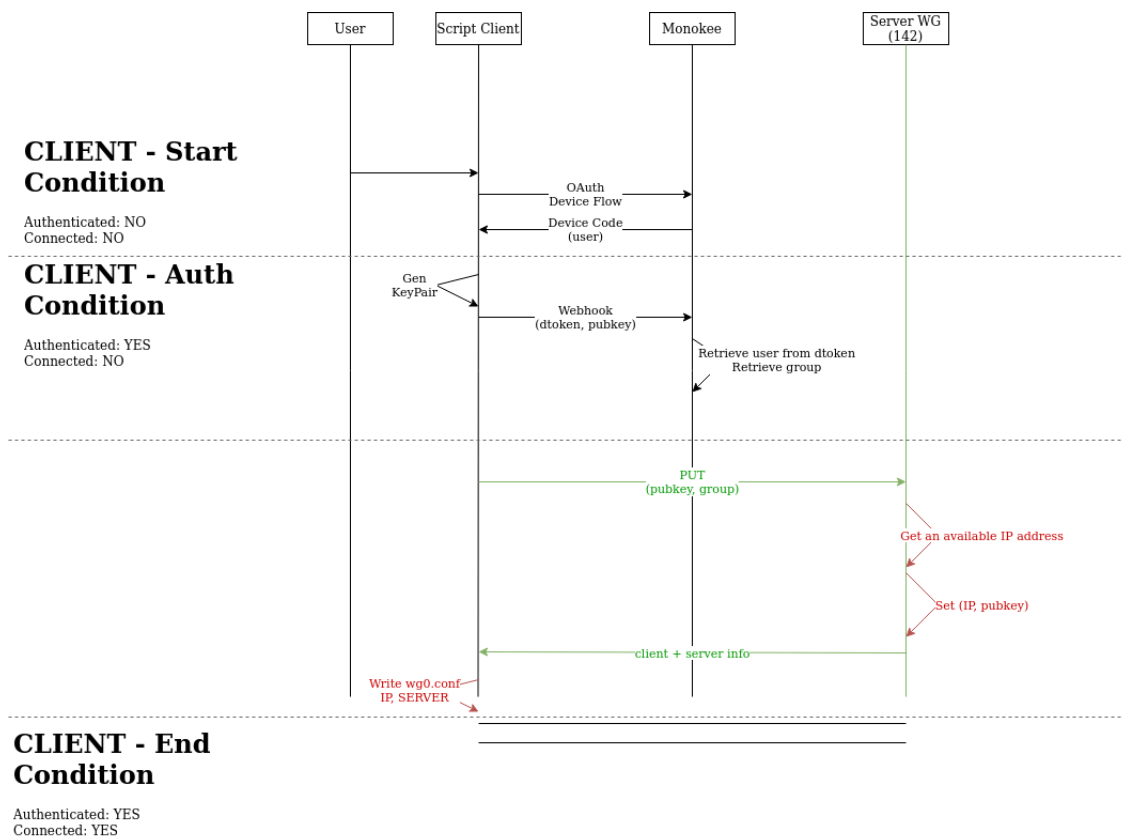 User
Script Client
Monokee
Server WG
(142)
CLIENT - Start
Condition
Authenticated: NO
Connected: NO
OAuth
Device Flow
Device Code
(user)
CLIENT - Auth
Condition
Authenticated: YES
Connected: NO
Gen
KeyPair
Webhook
(dtoken, pubkey)
Retrieve user from dtoken
Retrieve group
PUT
(pubkey, group)
Get an available IP address
Set (IP, pubkey)
client + server info
Write wg0.conf
IP, SERVER
CLIENT - End
Condition
Authenticated: YES
Connected: YES